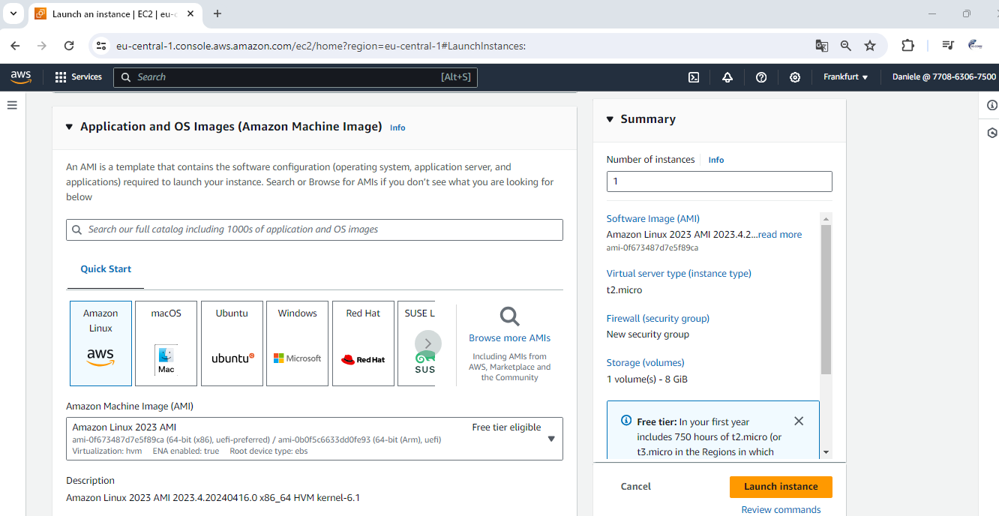 Launch an instance | EC2 | eu-c
eu-central-1.console.aws.amazon.com/ec2/home?region=eu-central-1#LaunchInstances:
aws
Services
Search
[Alt+S]
Frankfurt
Daniele @ 7708-6306-7500
Application and OS Images (Amazon Machine Image)
Info
An AMI is a template that contains the software configuration (operating system, application server, and
applications) required to launch your instance. Search or Browse for AMIs if you don't see what you are looking for
below
Search our full catalog including 1000s of application and OS images
Quick Start
Amazon
Linux
aws
macOS
Mac
Ubuntu
ubuntu
Windows
Microsoft
Red Hat
Red Hat
SUSE L
SUS
Browse more AMIs
Including AMIs from
AWS, Marketplace and
the Community
Amazon Machine Image (AMI)
Amazon Linux 2023 AMI
Free tier eligible
ami-0f673487d7e5f89ca (64-bit (x86), uefi-preferred) / ami-0b0f5c6633dd0fe93 (64-bit (Arm), uefi)
Virtualization: hvm ENA enabled: true Root device type: ebs
Description
Amazon Linux 2023 AMI 2023.4.20240416.0 x86_64 HVM kernel-6.1
Summary
Number of instances
Info
1
Software Image (AMI)
Amazon Linux 2023 AMI 2023.4.2...read more
ami-0f673487d7e5f89ca
Virtual server type (instance type)
t2.micro
Firewall (security group)
New security group
Storage (volumes)
1 volume(s) - 8 GiB
Free tier: In your first year
includes 750 hours of t2.micro (or
t3.micro in the Regions in which
Cancel
Launch instance
Review commands